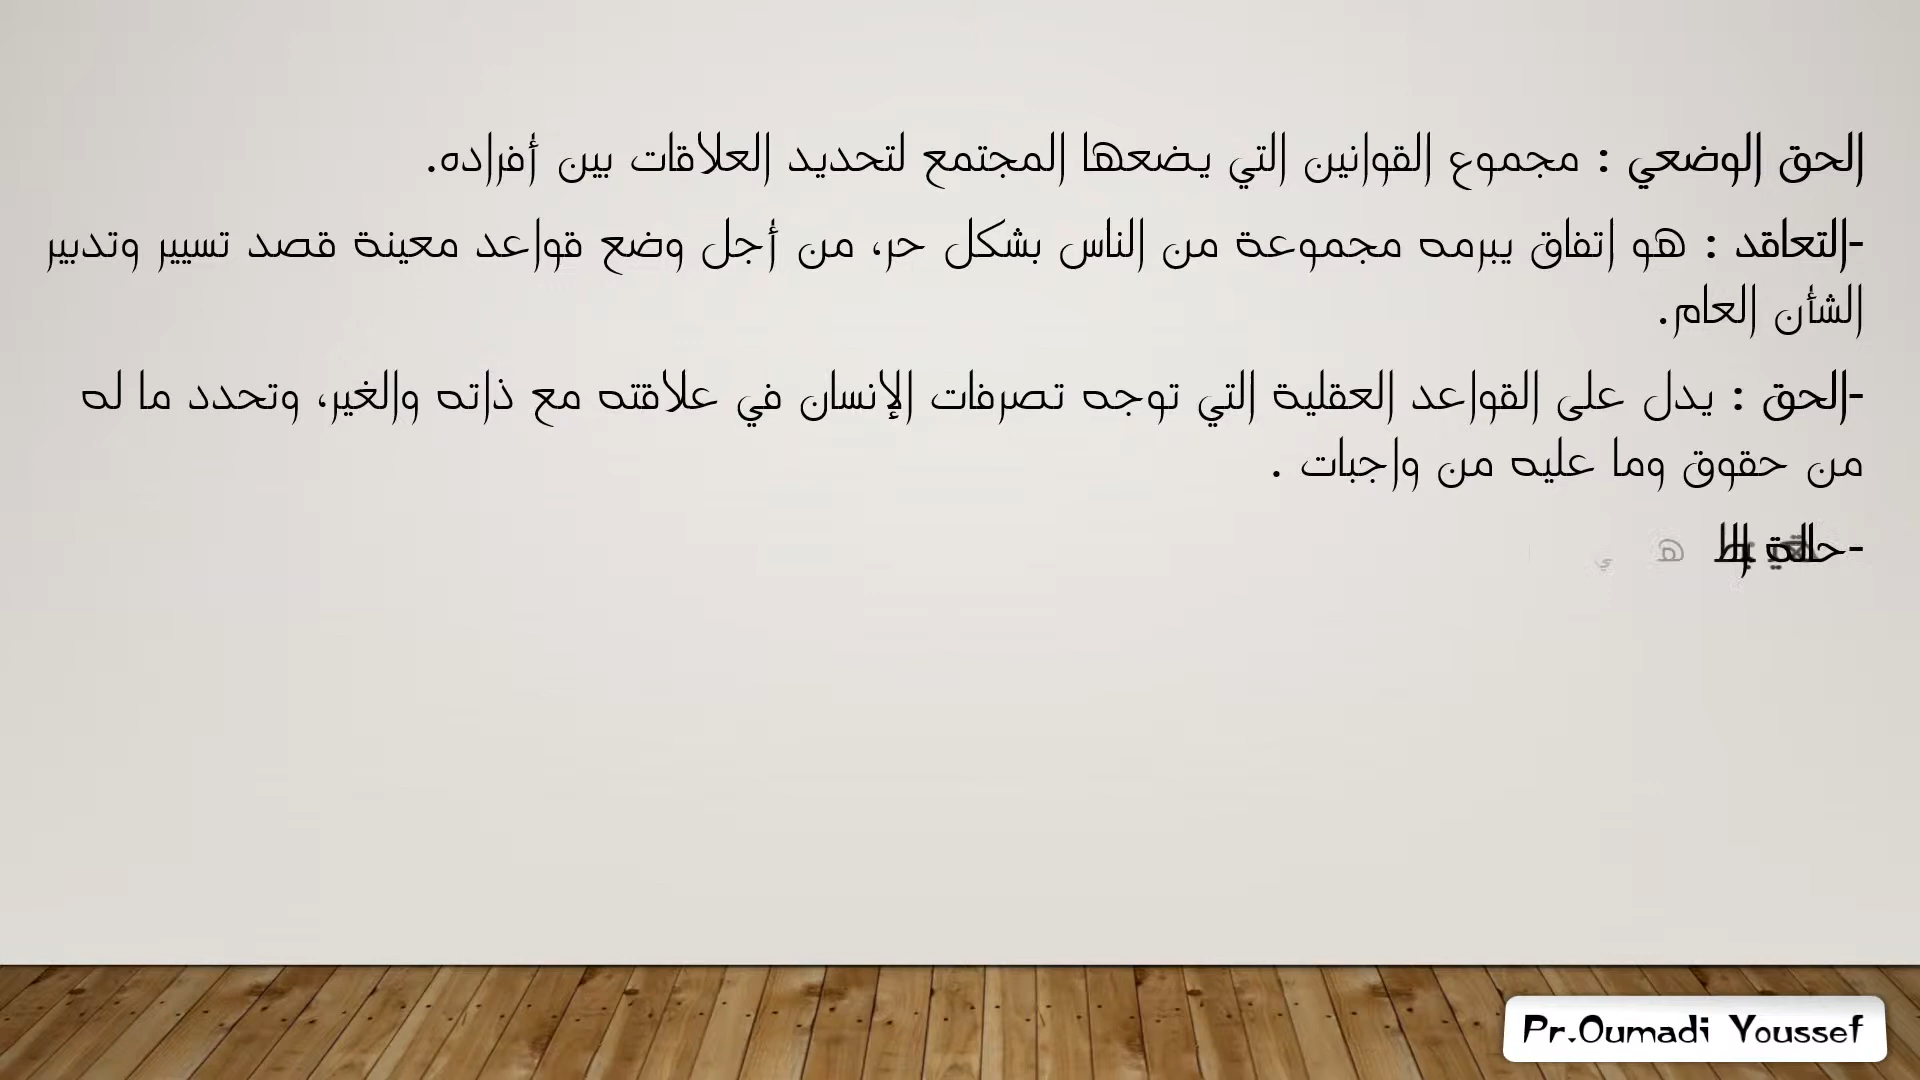 الحق الوضعي : مجموع القوانين التي يضعها المجتمع لتحديد العلاقات بين أفراده.
-التعاقد : هو اتفاق يبرمه مجموعة من الناس بشكل حر، من أجل وضع قواعد معينة قصد تسيير وتدبير
الشأن العام.
-الحق : يدل على القواعد العقلية التي توجه تصرفات الإنسان في علاقته مع ذاته والغير، وتحدد ما له
من حقوق وما عليه من واجبات .
-حالة
Pr.Oumadi Youssef